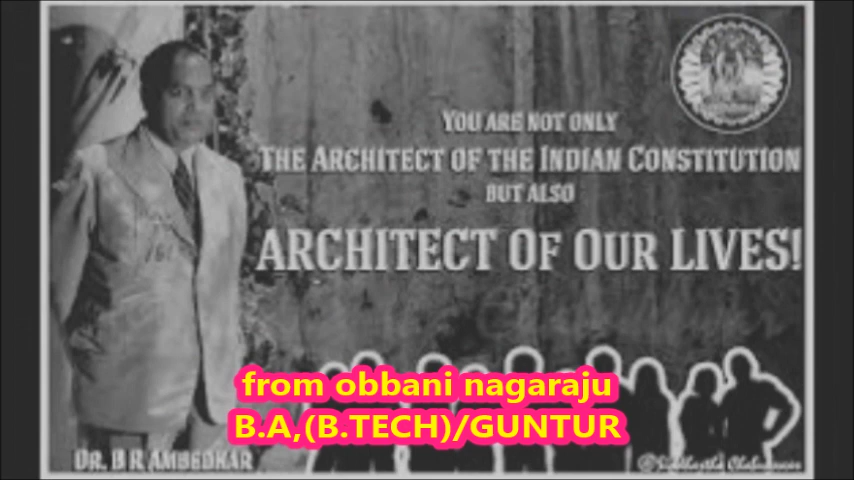 YOU ARE NOT ONLY
THE ARCHITECT OF THE INDIAN CONSTITUTION
BUT ALSO
ARCHITECT OF OUR LIVES!
from obbani nagaraju
B.A,(B.TECH)/GUNTUR
DR. B R AMBEDKAR